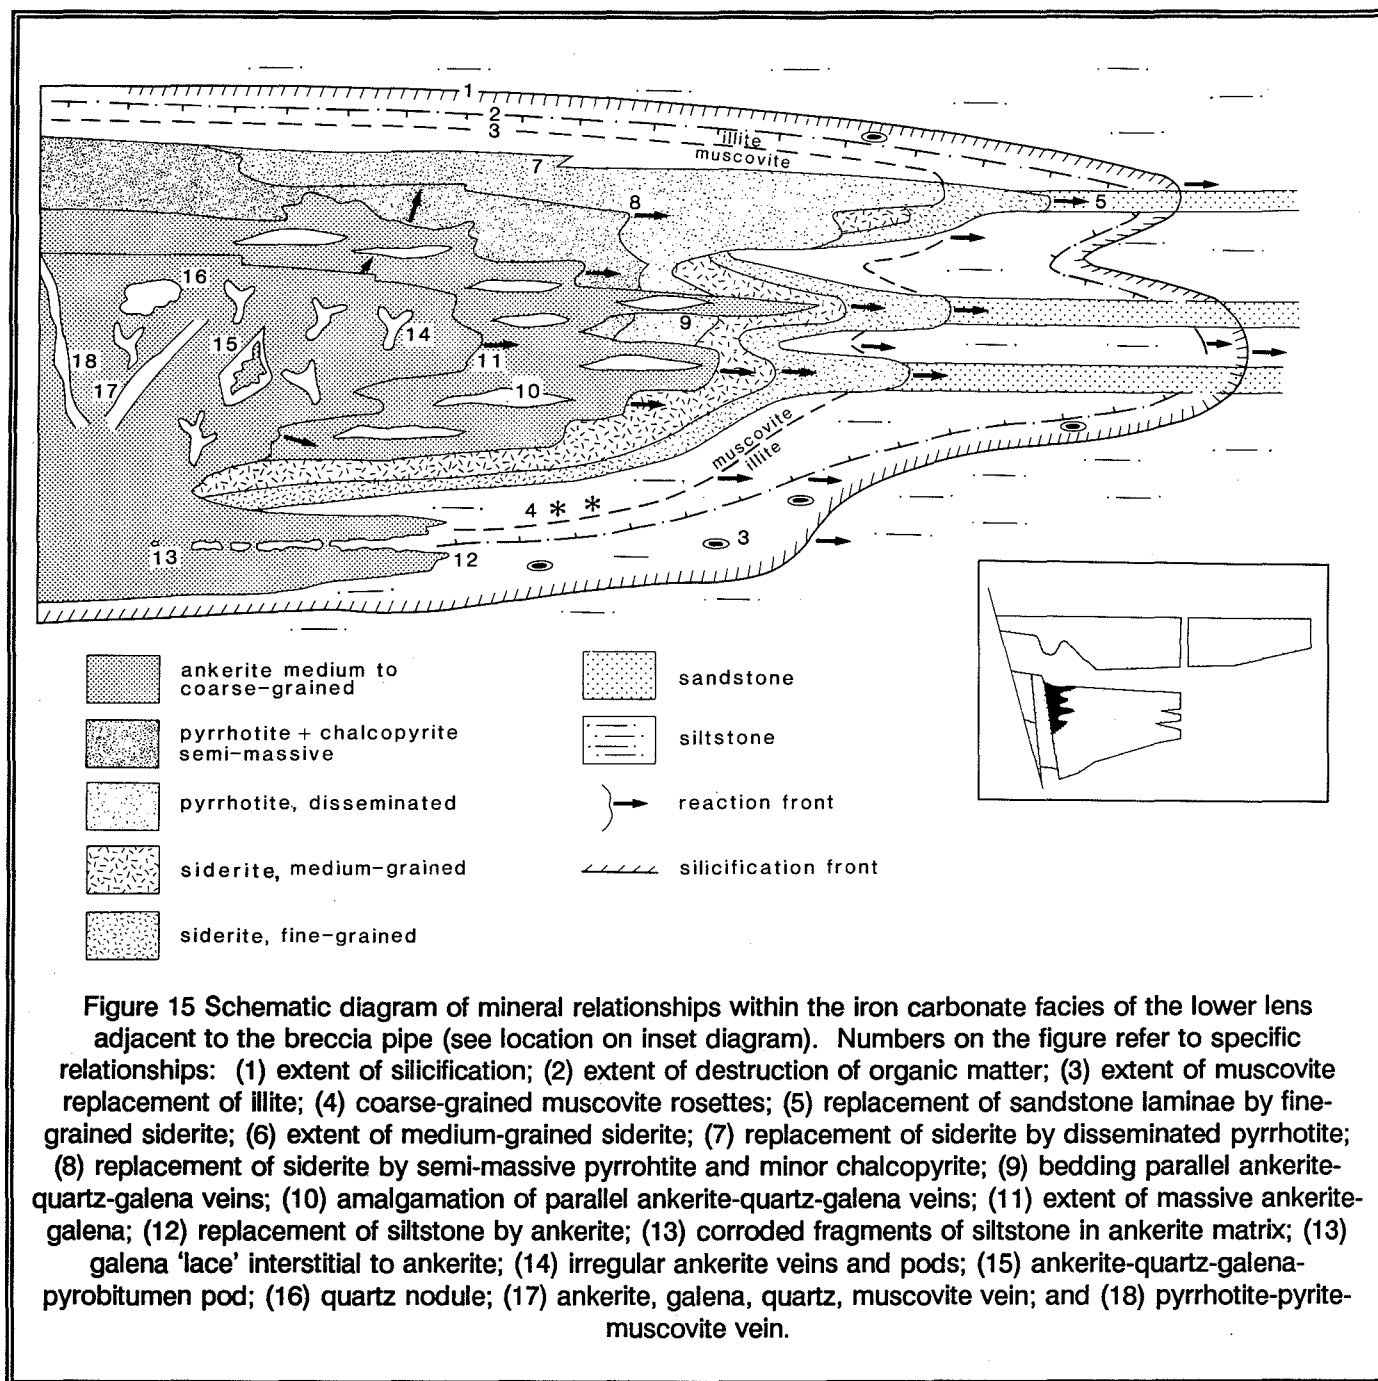 1
2
3
illite
muscovite
7
8
5
16
14
9
15
11
18
17
10
muscovite
illite
4 * *
3
13
12
ankerite medium to
coarse-grained
pyrrhotite + chalcopyrite
semi-massive
pyrrhotite, disseminated
siderite, medium-grained
siderite, fine-grained
sandstone
siltstone
reaction front
silicification front
Figure 15 Schematic diagram of mineral relationships within the iron carbonate facies of the lower lens
adjacent to the breccia pipe (see location on inset diagram). Numbers on the figure refer to specific
relationships: (1) extent of silicification; (2) extent of destruction of organic matter; (3) extent of muscovite
replacement of illite; (4) coarse-grained muscovite rosettes; (5) replacement of sandstone laminae by fine-
grained siderite; (6) extent of medium-grained siderite; (7) replacement of siderite by disseminated pyrrhotite;
(8) replacement of siderite by semi-massive pyrrohtite and minor chalcopyrite; (9) bedding parallel ankerite-
quartz-galena veins; (10) amalgamation of parallel ankerite-quartz-galena veins; (11) extent of massive ankerite-
galena; (12) replacement of siltstone by ankerite; (13) corroded fragments of siltstone in ankerite matrix; (13)
galena 'lace' interstitial to ankerite; (14) irregular ankerite veins and pods; (15) ankerite-quartz-galena-
pyrobitumen pod; (16) quartz nodule; (17) ankerite, galena, quartz, muscovite vein; and (18) pyrrhotite-pyrite-
muscovite vein.